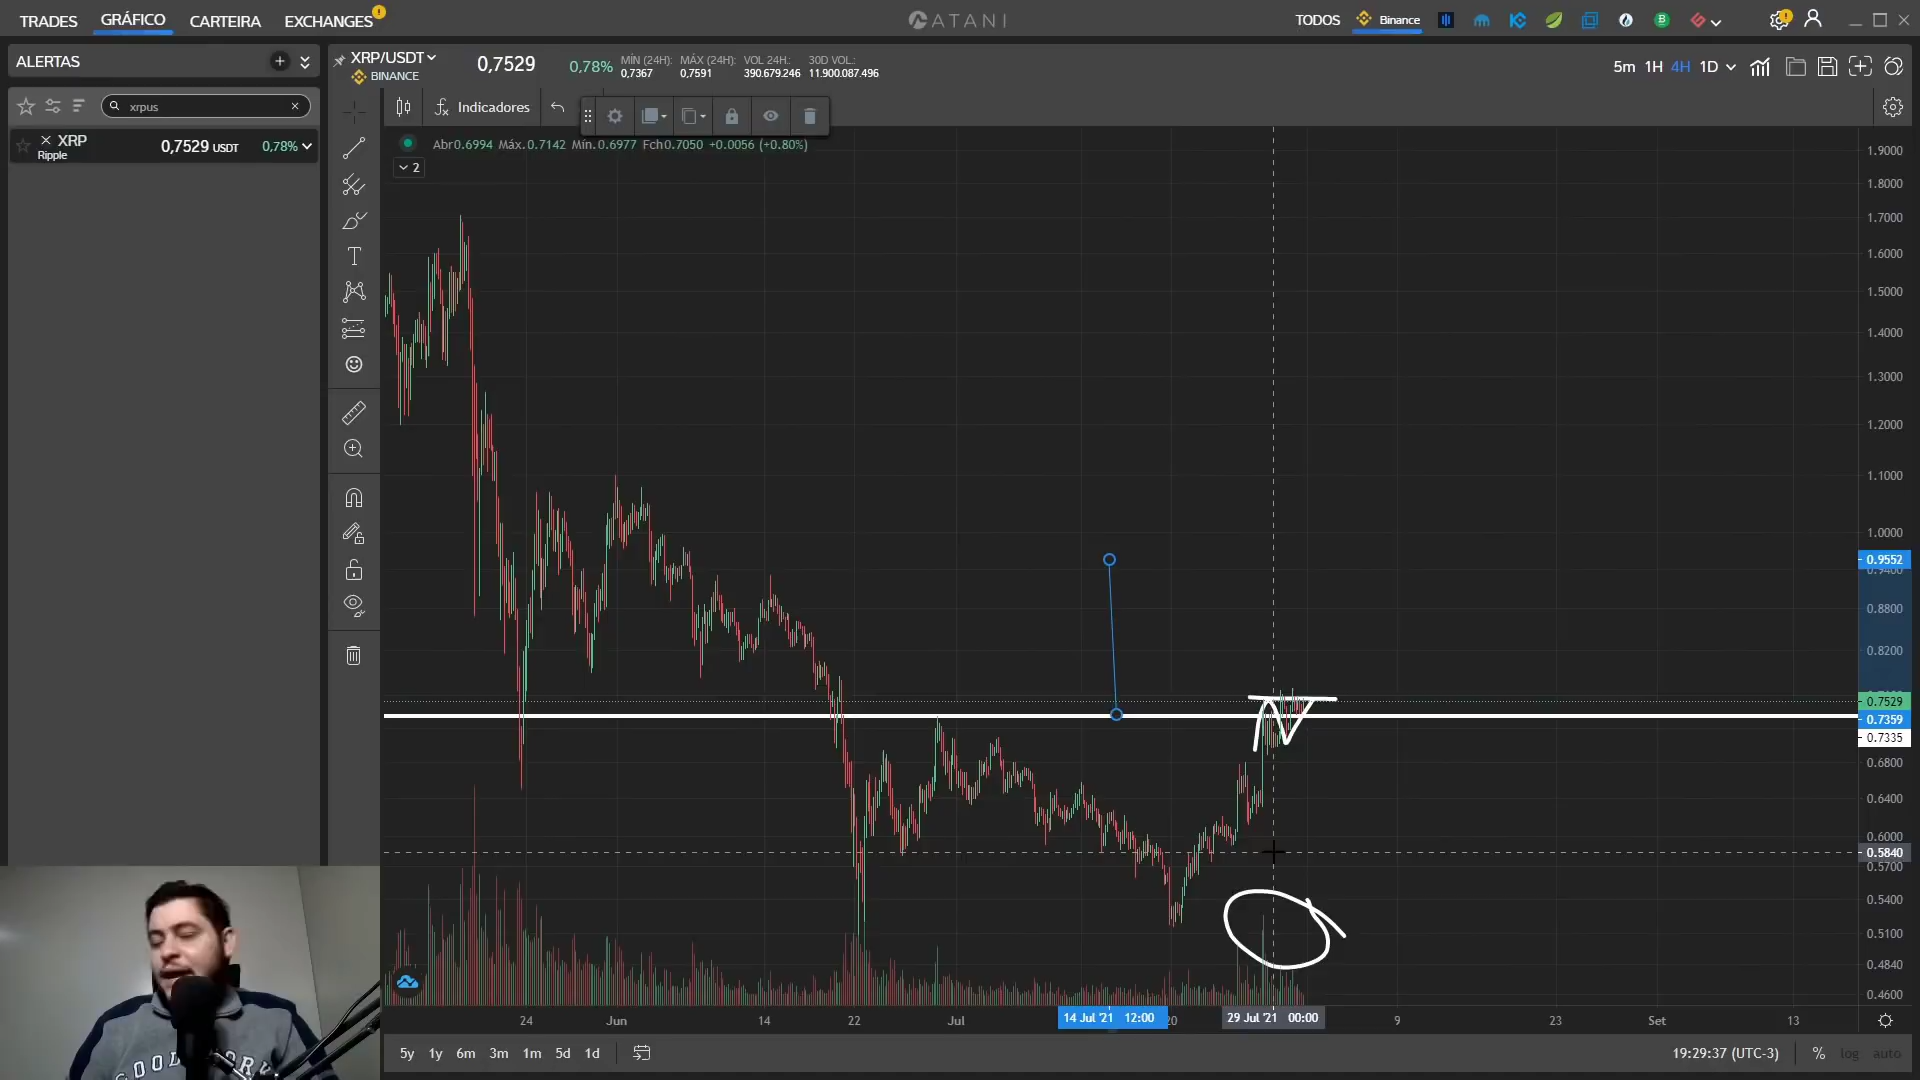 TRADES GRÁFICO CARTEIRA EXCHANGES ATANI TODOS Binance
ALERTAS
xrpus
XRP 0,7529 USDT 0,78%
Ripple
XRP/USDT 0,7529 0,78% MÍN (24H): MÁX (24H): VOL 24H.: 30D VOL.:
BINANCE 0,7367 0,7591 390.679.246 11.900.087.496
5m 1H 4H 1D
Indicadores
Abr0.6994 Máx.0.7142 Mín.0.6977 Fch0.7050 +0.0056 (+0.80%)
2
1.9000
1.8000
1.7000
1.6000
1.5000
1.4000
1.3000
1.2000
1.1000
1.0000
0.9552
0.9400
0.8800
0.8200
0.7529
0.7359
0.7335
0.6800
0.6400
0.6000
0.5840
0.5700
0.5400
0.5100
0.4840
0.4600
24 Jun 14 22 Jul 14 Jul '21 12:00 20 29 Jul '21 00:00 9 23 Set 13
5y 1y 6m 3m 1m 5d 1d 19:29:37 (UTC-3) % log auto